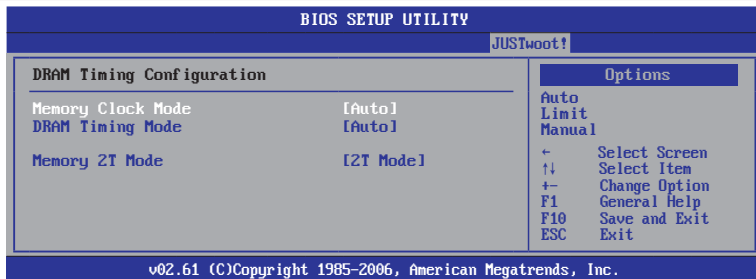 BIOS SETUP UTILITY
JUSTwoot!
DRAM Timing Configuration
Memory Clock Mode [Auto]
DRAM Timing Mode [Auto]
Memory 2T Mode [2T Mode]
Options
Auto
Limit
Manual
← Select Screen
↑↓ Select Item
+- Change Option
F1 General Help
F10 Save and Exit
ESC Exit
v02.61 (C)Copyright 1985-2006, American Megatrends, Inc.